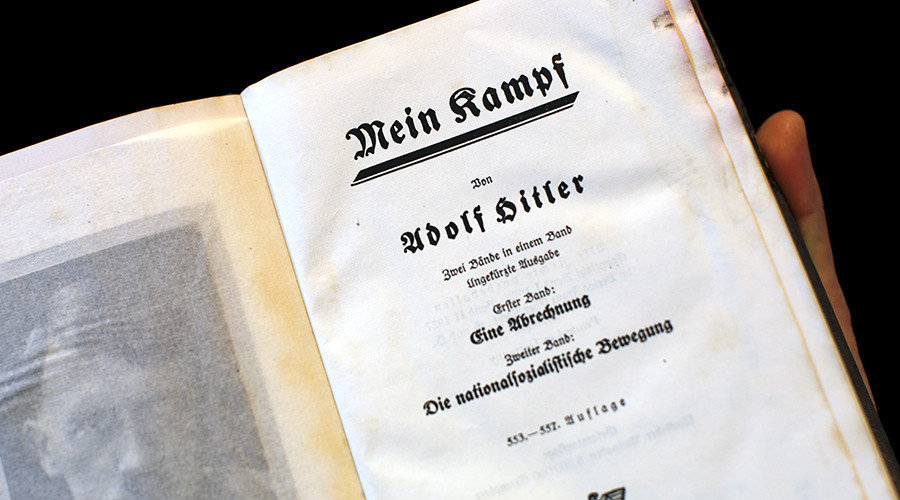 Mein Kampf
Von
Adolf Hitler
Zwei Bände in einem Band
Ungekürzte Ausgabe
Erster Band:
Eine Abrechnung
Zweiter Band:
Die nationalsozialistische Bewegung
553.—557. Auflage